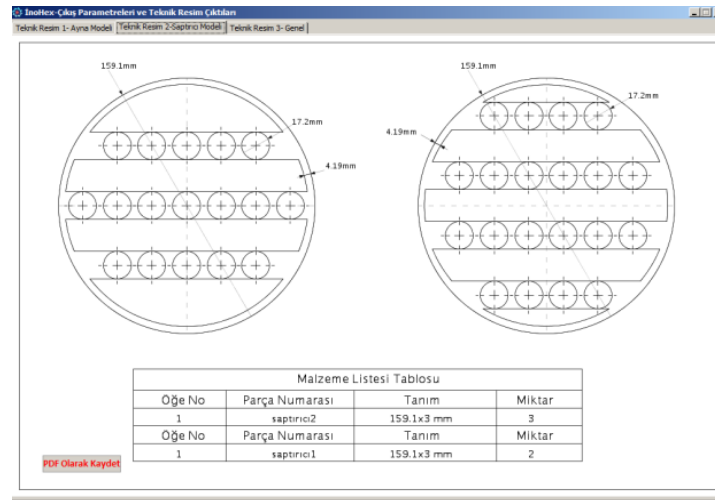 İnoHex-Çıkış Parametreleri ve Teknik Resim Çıktıları
Teknik Resim 1- Ayna Modeli Teknik Resim 2-Saptırıcı Modeli Teknik Resim 3- Genel
159.1mm
17.2mm
4.19mm
159.1mm
17.2mm
4.19mm
Malzeme Listesi Tablosu
Öğe No Parça Numarası Tanım Miktar
1 saptırıcı2 159.1x3 mm 3
Öğe No Parça Numarası Tanım Miktar
1 saptırıcı1 159.1x3 mm 2
PDF Olarak Kaydet